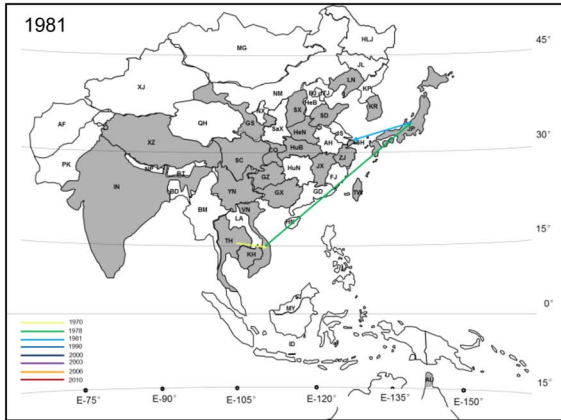 1981
HLJ
MG
45°
JL
XJ
LN
NM
KP
BJ
TJ
HeB
KR
SX
SD
JP
NX
GS
AF
QH
SaX
HeN
JS
SH
30°
XZ
AH
PK
CQ
HuB
ZJ
SC
NP
BT
HuN
JX
IN
GZ
FJ
YN
GX
GD
TW
BD
BM
VN
LA
HN
15°
TH
KH
0°
MY
ID
1970
1978
1981
1990
2000
2003
2006
2010
AU
15°
E-75°
E-90°
E-105°
E-120°
E-135°
E-150°